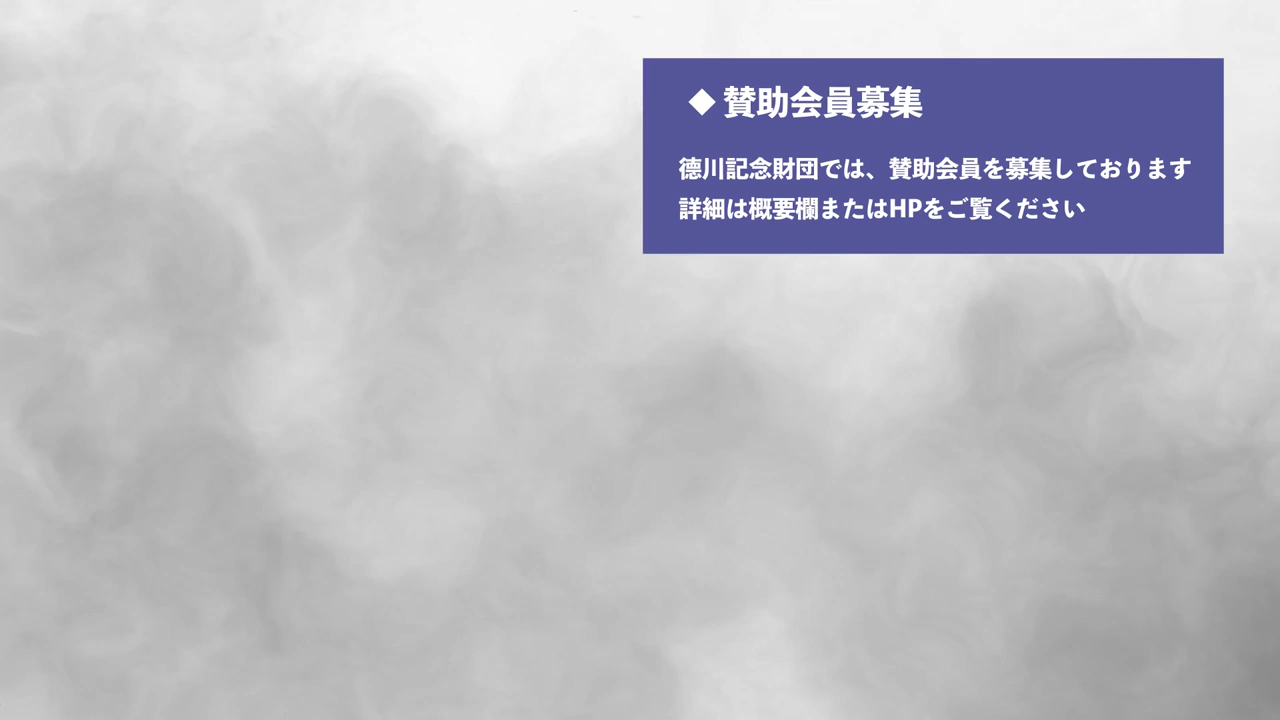 ◆ 賛助会員募集
德川記念財団では、賛助会員を募集しております
詳細は概要欄またはHPをご覧ください